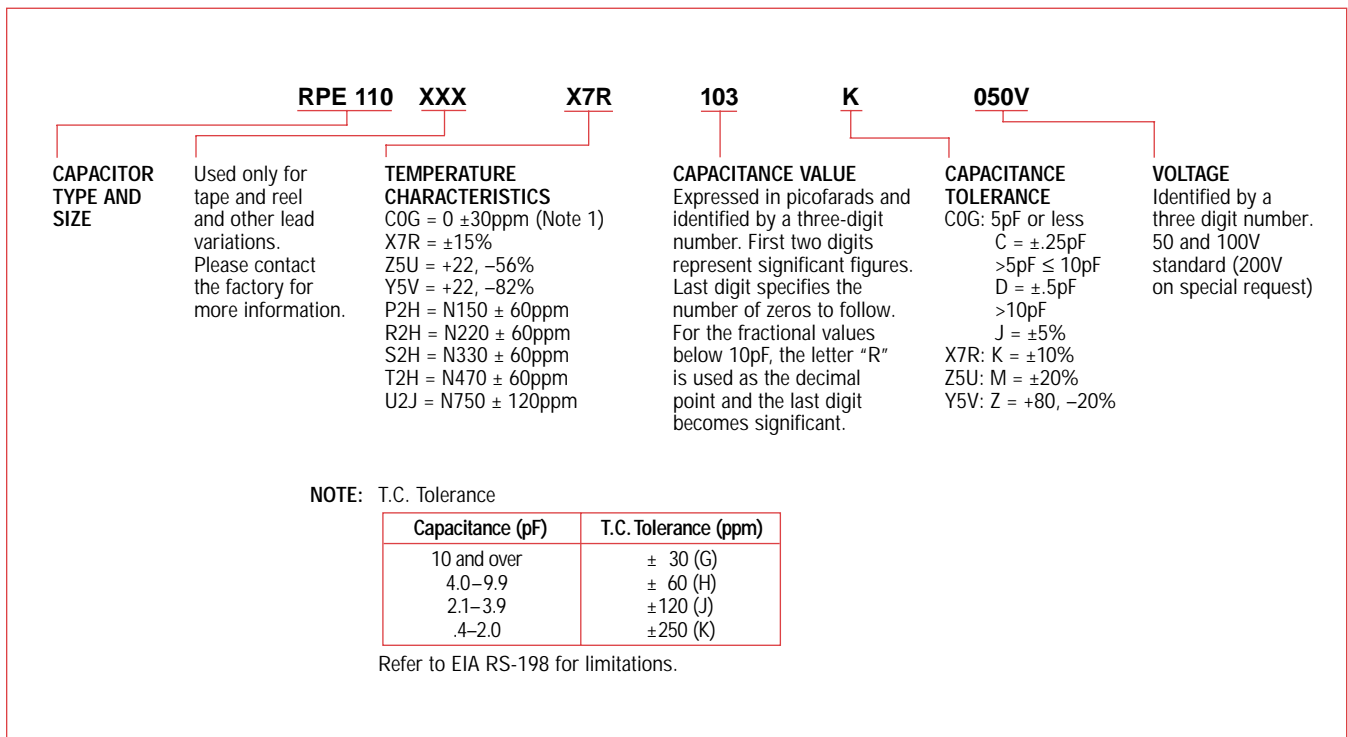 RPE 110 XXX X7R 103 K 050V
CAPACITOR
TYPE AND
SIZE
Used only for
tape and reel
and other lead
variations.
Please contact
the factory for
more information.
TEMPERATURE
CHARACTERISTICS
C0G = 0 ±30ppm (Note 1)
X7R = ±15%
Z5U = +22, –56%
Y5V = +22, –82%
P2H = N150 ± 60ppm
R2H = N220 ± 60ppm
S2H = N330 ± 60ppm
T2H = N470 ± 60ppm
U2J = N750 ± 120ppm
CAPACITANCE VALUE
Expressed in picofarads and
identified by a three-digit
number. First two digits
represent significant figures.
Last digit specifies the
number of zeros to follow.
For the fractional values
below 10pF, the letter “R”
is used as the decimal
point and the last digit
becomes significant.
CAPACITANCE
TOLERANCE
C0G: 5pF or less
C = ±.25pF
>5pF ≤ 10pF
D = ±.5pF
>10pF
J = ±5%
X7R: K = ±10%
Z5U: M = ±20%
Y5V: Z = +80, –20%
VOLTAGE
Identified by a
three digit number.
50 and 100V
standard (200V
on special request)
NOTE: T.C. Tolerance
Capacitance (pF) T.C. Tolerance (ppm)
10 and over ± 30 (G)
4.0–9.9 ± 60 (H)
2.1–3.9 ±120 (J)
.4–2.0 ±250 (K)
Refer to EIA RS-198 for limitations.